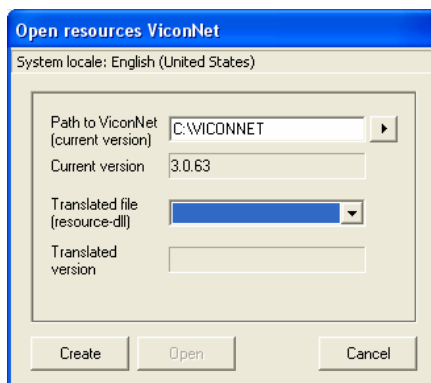 Open resources ViconNet
System locale: English (United States)
Path to ViconNet
(current version)
C:\VICONNET
Current version
3.0.63
Translated file
(resource-dll)
Translated
version
Create
Open
Cancel